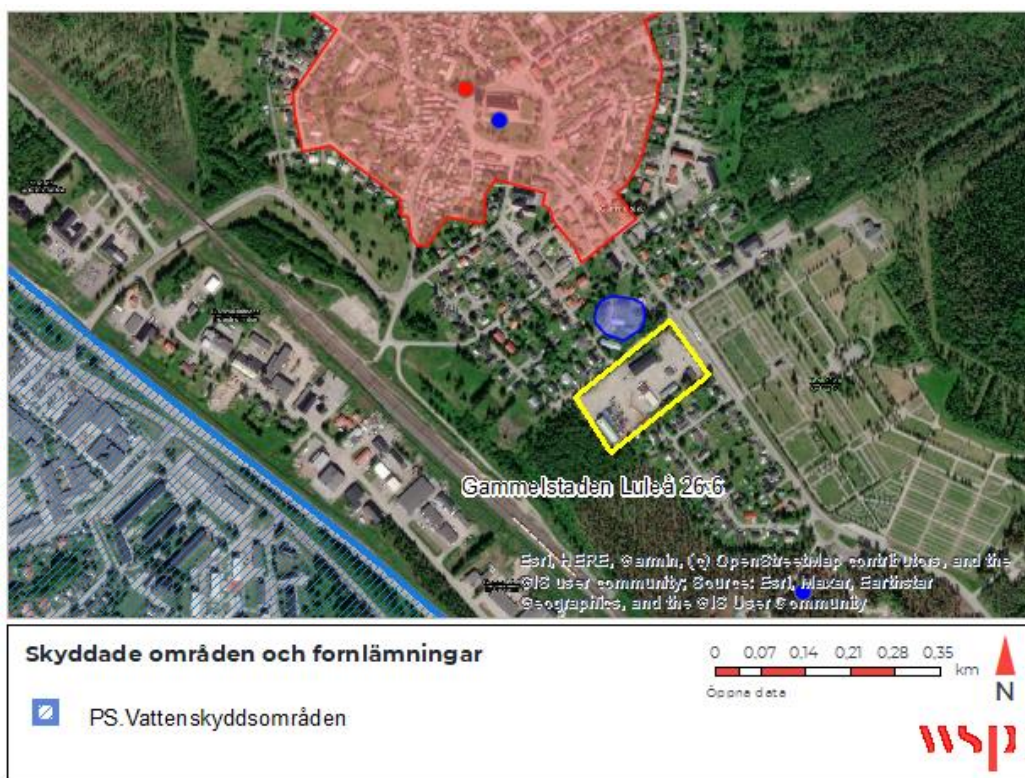 Gammelstaden Luleå 26:6
Esri, HERE, Garmin, (c) OpenStreetMap contributors, and the
GIS user community; Source: Esri, Maxar, Earthstar
Geographics, and the GIS User Community
Skyddade områden och fornlämningar
PS.Vattenskyddsområden
0 0,07 0,14 0,21 0,28 0,35
km
Öppna data
N
wsp